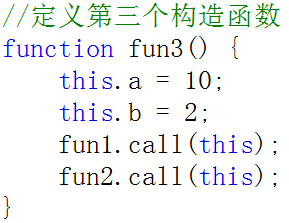 //定义第三个构造函数
function fun3() {
    this.a = 10;
    this.b = 2;
    fun1.call(this);
    fun2.call(this);
}